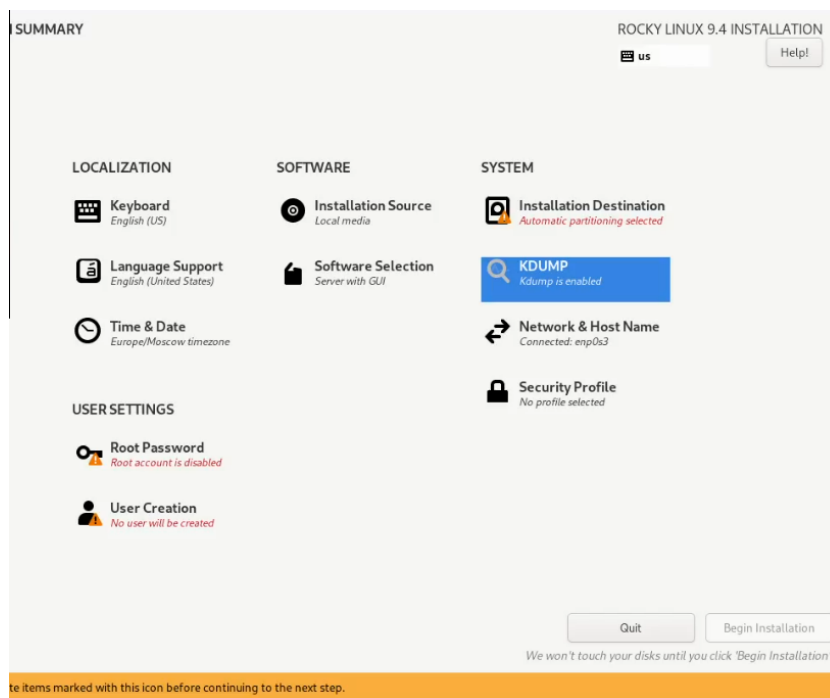 SUMMARY
ROCKY LINUX 9.4 INSTALLATION
us
Help!
LOCALIZATION
Keyboard
English (US)
Language Support
English (United States)
Time & Date
Europe/Moscow timezone
USER SETTINGS
Root Password
Root account is disabled
User Creation
No user will be created
SOFTWARE
Installation Source
Local media
Software Selection
Server with GUI
SYSTEM
Installation Destination
Automatic partitioning selected
KDUMP
Kdump is enabled
Network & Host Name
Connected: enp0s3
Security Profile
No profile selected
Quit
Begin Installation
We won't touch your disks until you click 'Begin Installation'
te items marked with this icon before continuing to the next step.